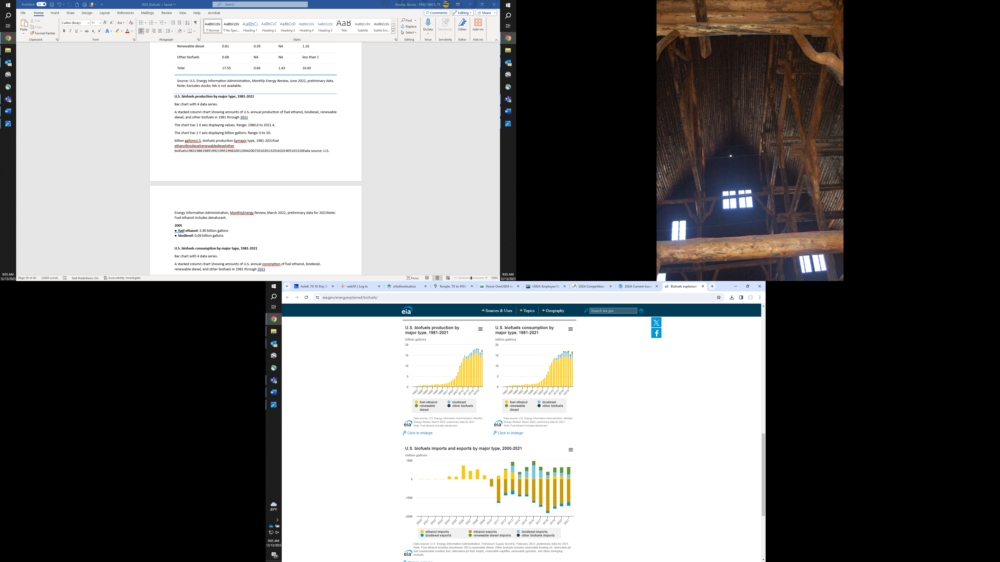 AutoSave On 2024_Biofuels • Saved Search Brezina, Dennis - FPAC-NRCS, TX
File Home Insert Draw Design Layout References Mailings Review View Help Acrobat Comments Editing Share
Paste Cut Copy Format Painter Calibri (Body) 11
AaBbCcDc AaBbCcDc AaBbCc AaBbCcD AaBbCcD AaBbCcDc AaBbCcDc AaB AaBbCcDc AaBbCcDc
¶ Normal ¶ No Spac... Heading 1 Heading 2 Heading 3 Heading 4 Heading 5 Title Subtitle Subtle Em...
Find Replace Select Dictate Sensitivity Editor Add-ins
Clipboard Font Paragraph Styles Editing Voice Sensitivity Editor Add-ins
Renewable diesel 0.81 0.39 NA 1.16
Other biofuels 0.08 NA NA less than 1
Total 17.55 0.66 1.43 16.83
Source: U.S. Energy Information Administration, Monthly Energy Review, June 2022, preliminary data.
Note: Excludes stocks; NA is not available.
U.S. biofuels production by major type, 1981-2021
Bar chart with 4 data series.
A stacked column chart showing amounts of U.S. annual production of fuel ethanol, biodiesel, renewable
diesel, and other biofuels in 1981 through 2021
The chart has 1 X axis displaying values. Range: 1980.6 to 2021.4.
The chart has 1 Y axis displaying billion gallons. Range: 0 to 20.
billion gallonsU.S. biofuels production bymajor type, 1981-2021fuel
ethanolbiodieselrenewabledieselother
biofuels19831986198919921995199820012004200720102013201620190510​1520Data source: U.S.
Energy Information Administration, MonthlyEnergy Review, March 2022, preliminary data for 2021Note:
Fuel ethanol includes denaturant.
2005
● fuel ethanol: 3.90 billion gallons
● biodiesel: 0.09 billion gallons
U.S. biofuels consumption by major type, 1981-2021
Bar chart with 4 data series.
A stacked column chart showing amounts of U.S. annual consmption of fuel ethanol, biodiesel,
renewable diesel, and other biofuels in 1981 through 2021
9:05 AM
12/13/2023
Page 59 of 60 22689 words Text Predictions: On Accessibility: Investigate Focus 100%
9:05 AM
12/13/2023
Axtell, TX 10-Day W webTA | Log In eAuthentication Temple, TX to 9100 Home OneUSDA In USDA-Employee De 2024 Competition 2024-Current-Issue Biofuels explained
eia.gov/energyexplained/biofuels/
eia + Sources & Uses + Topics + Geography Search eia.gov
U.S. biofuels production by
major type, 1981-2021
billion gallons
20
15
10
5
0
1983 1986 1989 1992 1995 1998 2001 2004 2007 2010 2013 2016 2019
fuel ethanol biodiesel
renewable diesel other biofuels
Data source: U.S. Energy Information Administration, Monthly
Energy Review, March 2022, preliminary data for 2021
Note: Fuel ethanol includes denaturant.
eia
Click to enlarge
U.S. biofuels consumption by
major type, 1981-2021
billion gallons
20
15
10
5
0
1983 1986 1989 1992 1995 1998 2001 2004 2007 2010 2013 2016 2019
fuel ethanol biodiesel
renewable diesel other biofuels
Data source: U.S. Energy Information Administration, Monthly
Energy Review, March 2022, preliminary data for 2021
Note: Fuel ethanol includes denaturant.
eia
Click to enlarge
U.S. biofuels imports and exports by major type, 2000-2021
million gallons
1000
0
-1000
-2000
2000 2001 2002 2003 2004 2005 2006 2007 2008 2009 2010 2011 2012 2013 2014 2015 2016 2017 2018 2019 2020 2021
ethanol imports ethanol exports biodiesel imports
biodiesel exports renewable diesel imports other biofuels imports
Data source: U.S. Energy Information Administration, Petroleum Supply Monthly, February 2022, preliminary data for 2021
Note: Fuel ethanol includes denaturant. RD is renewable diesel. Other biofuels includes renewable heating oil, renewable jet
fuel (sustainable aviation fuel, alternative jet fuel, biojet), renewable naphtha, renewable gasoline, and other emerging
biofuels.
eia
Click to enlarge
49°F
9:05 AM
12/13/2023
29